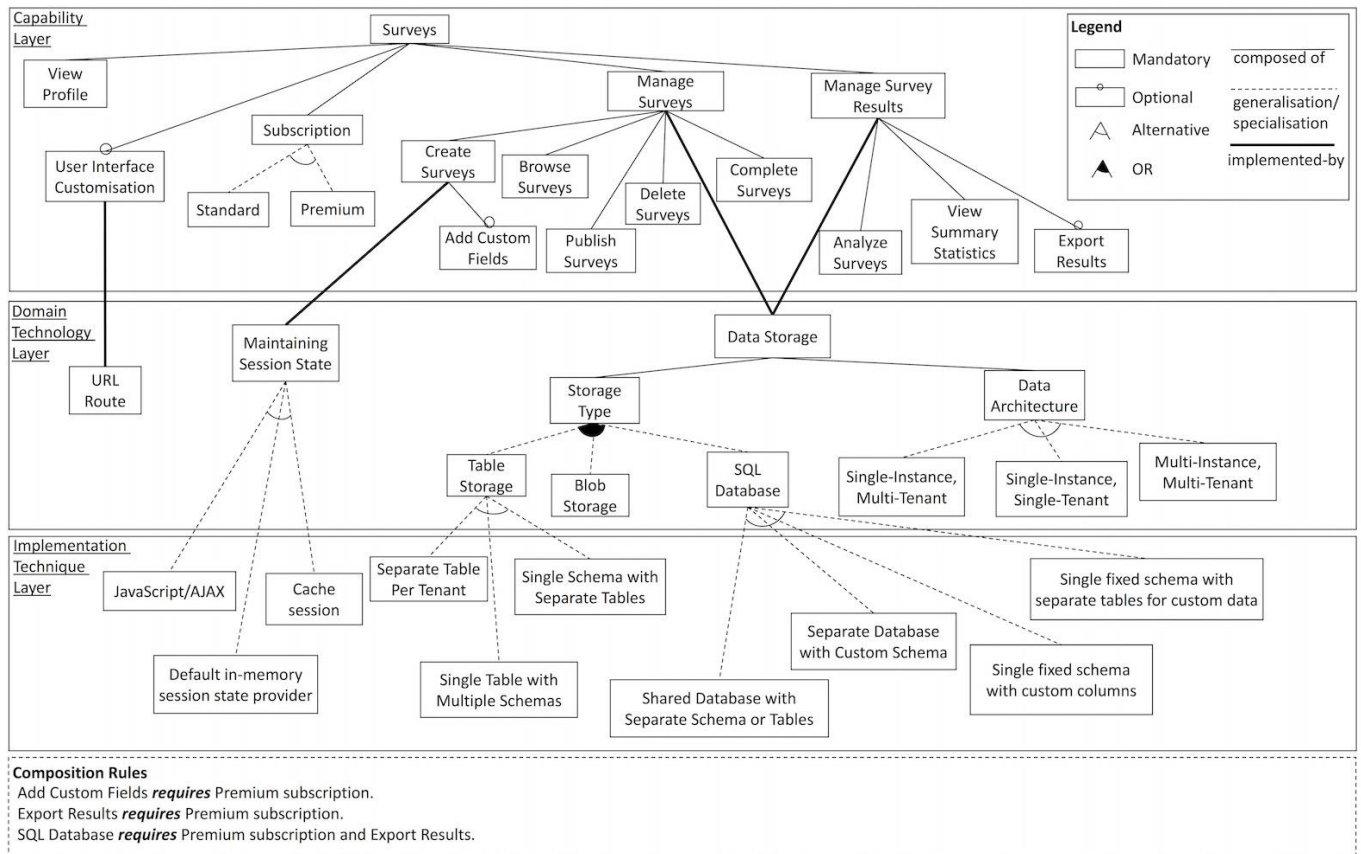 Capability
Layer
Surveys
View
Profile
User Interface
Customisation
Subscription
Standard
Premium
Manage
Surveys
Create
Surveys
Add Custom
Fields
Browse
Surveys
Publish
Surveys
Delete
Surveys
Complete
Surveys
Manage Survey
Results
Analyze
Surveys
View
Summary
Statistics
Export
Results
Legend
Mandatory
Optional
Alternative
OR
composed of
generalisation/
specialisation
implemented-by
Domain
Technology
Layer
URL
Route
Maintaining
Session State
Data Storage
Storage
Type
Data
Architecture
Table
Storage
Blob
Storage
SQL
Database
Single-Instance,
Multi-Tenant
Single-Instance,
Single-Tenant
Multi-Instance,
Multi-Tenant
Implementation
Technique
Layer
JavaScript/AJAX
Default in-memory
session state provider
Cache
session
Separate Table
Per Tenant
Single Table with
Multiple Schemas
Single Schema with
Separate Tables
Shared Database with
Separate Schema or Tables
Separate Database
with Custom Schema
Single fixed schema
with custom columns
Single fixed schema with
separate tables for custom data
Composition Rules
Add Custom Fields requires Premium subscription.
Export Results requires Premium subscription.
SQL Database requires Premium subscription and Export Results.